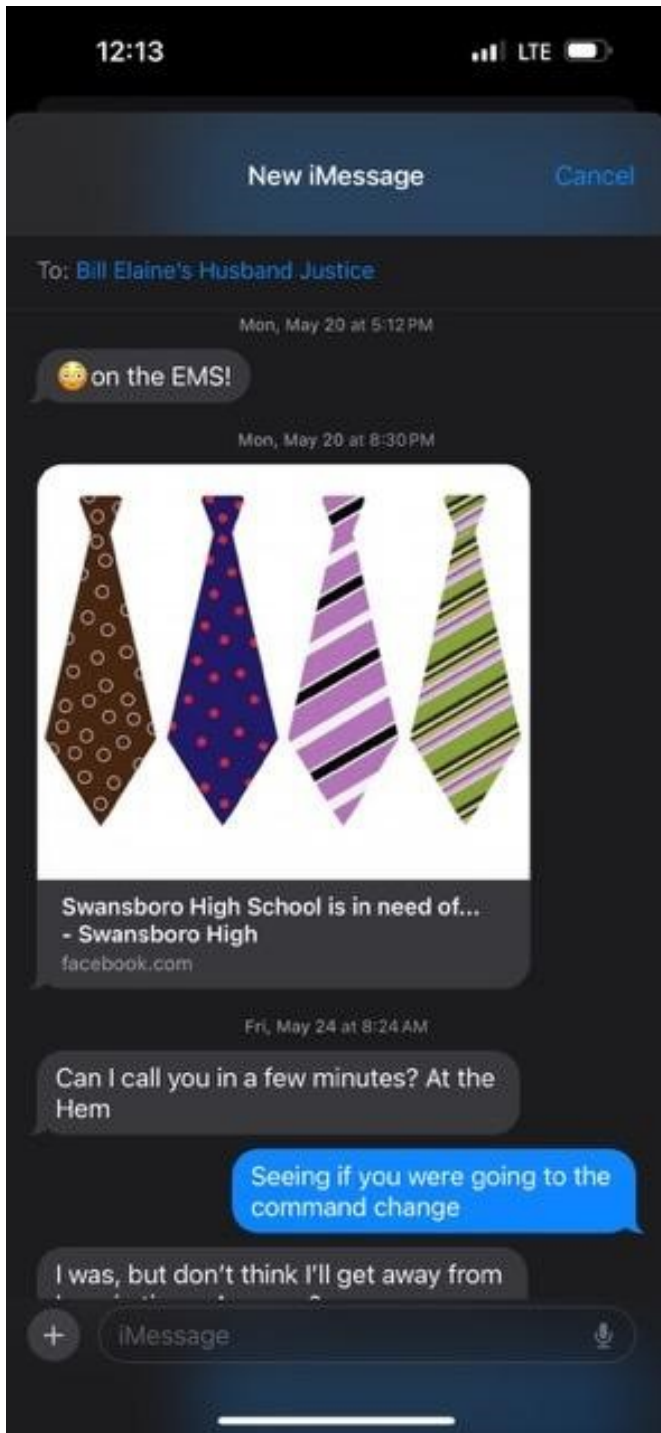 12:13
LTE
New iMessage
Cancel
To: Bill Elaine's Husband Justice
Mon, May 20 at 5:12 PM
😳on the EMS!
Mon, May 20 at 8:30 PM
Swansboro High School is in need of...
- Swansboro High
facebook.com
Fri, May 24 at 8:24 AM
Can I call you in a few minutes? At the
Hem
Seeing if you were going to the
command change
I was, but don't think I'll get away from
iMessage